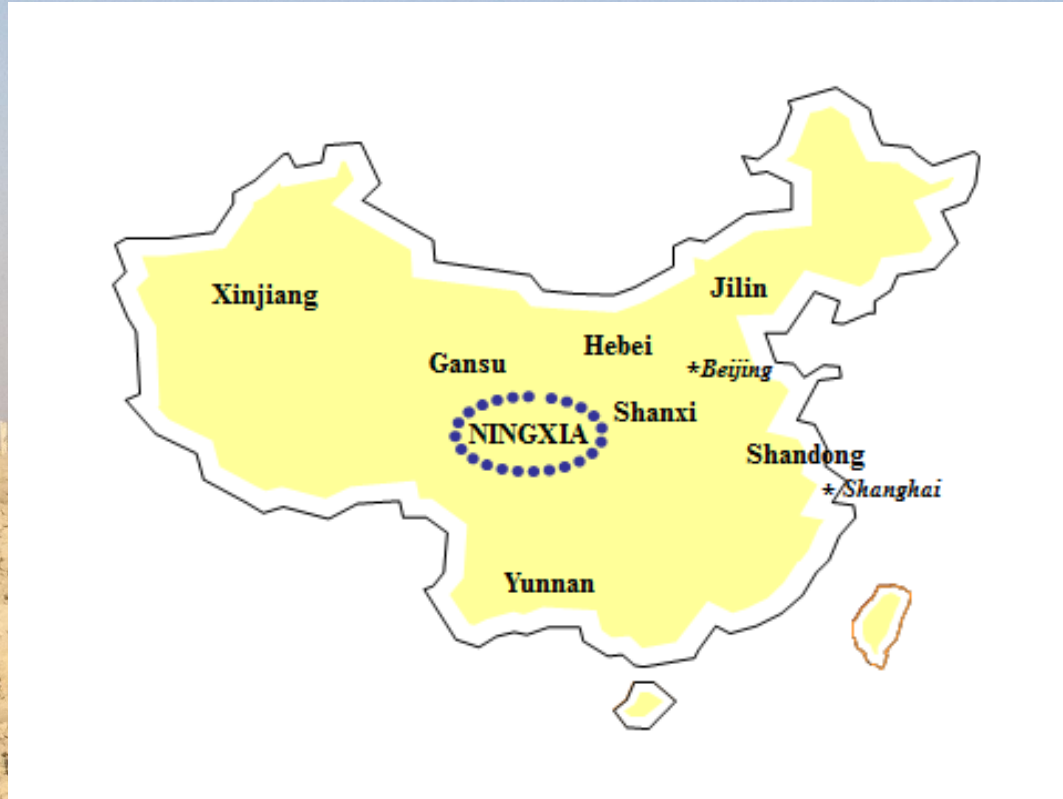 Jilin
Xinjiang
Hebei
Gansu
*Beijing
Shanxi
NINGXIA
Shandong
*Shanghai
Yunnan